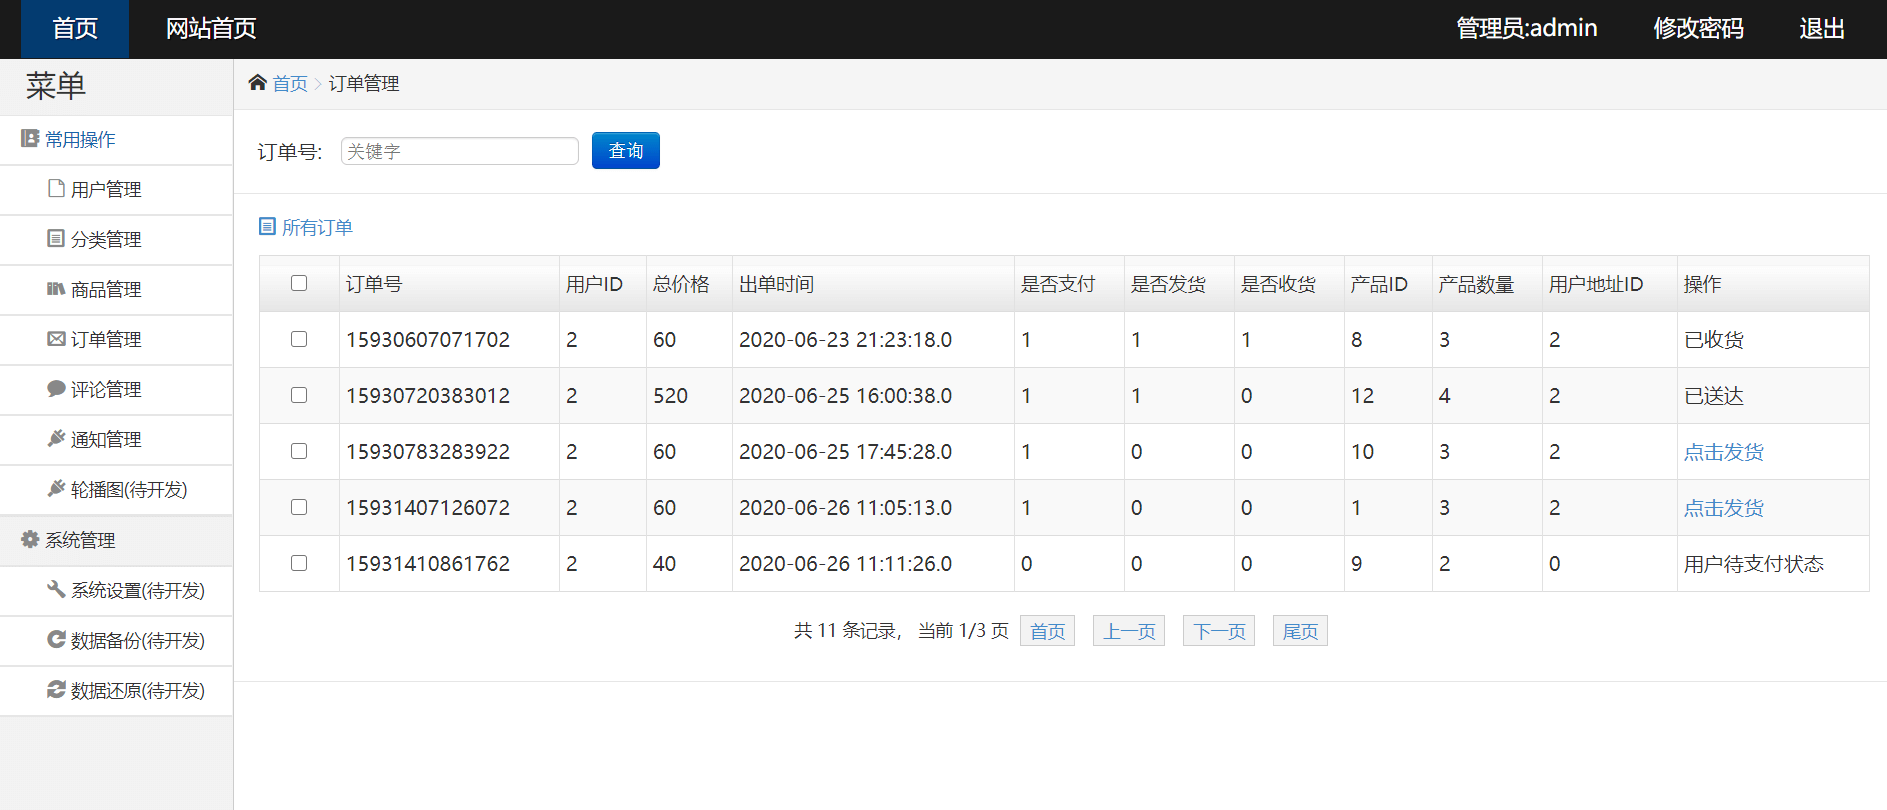 首页 网站首页 管理员:admin 修改密码 退出
菜单
首页 订单管理
常用操作
订单号: 关键字 查询
用户管理
分类管理
商品管理
订单管理
评论管理
通知管理
轮播图(待开发)
系统管理
系统设置(待开发)
数据备份(待开发)
数据还原(待开发)
所有订单
订单号 用户ID 总价格 出单时间 是否支付 是否发货 是否收货 产品ID 产品数量 用户地址ID 操作
15930607071702 2 60 2020-06-23 21:23:18.0 1 1 1 8 3 2 已收货
15930720383012 2 520 2020-06-25 16:00:38.0 1 1 0 12 4 2 已送达
15930783283922 2 60 2020-06-25 17:45:28.0 1 0 0 10 3 2 点击发货
15931407126072 2 60 2020-06-26 11:05:13.0 1 0 0 1 3 2 点击发货
15931410861762 2 40 2020-06-26 11:11:26.0 0 0 0 9 2 0 用户待支付状态
共 11 条记录， 当前 1/3 页 首页 上一页 下一页 尾页